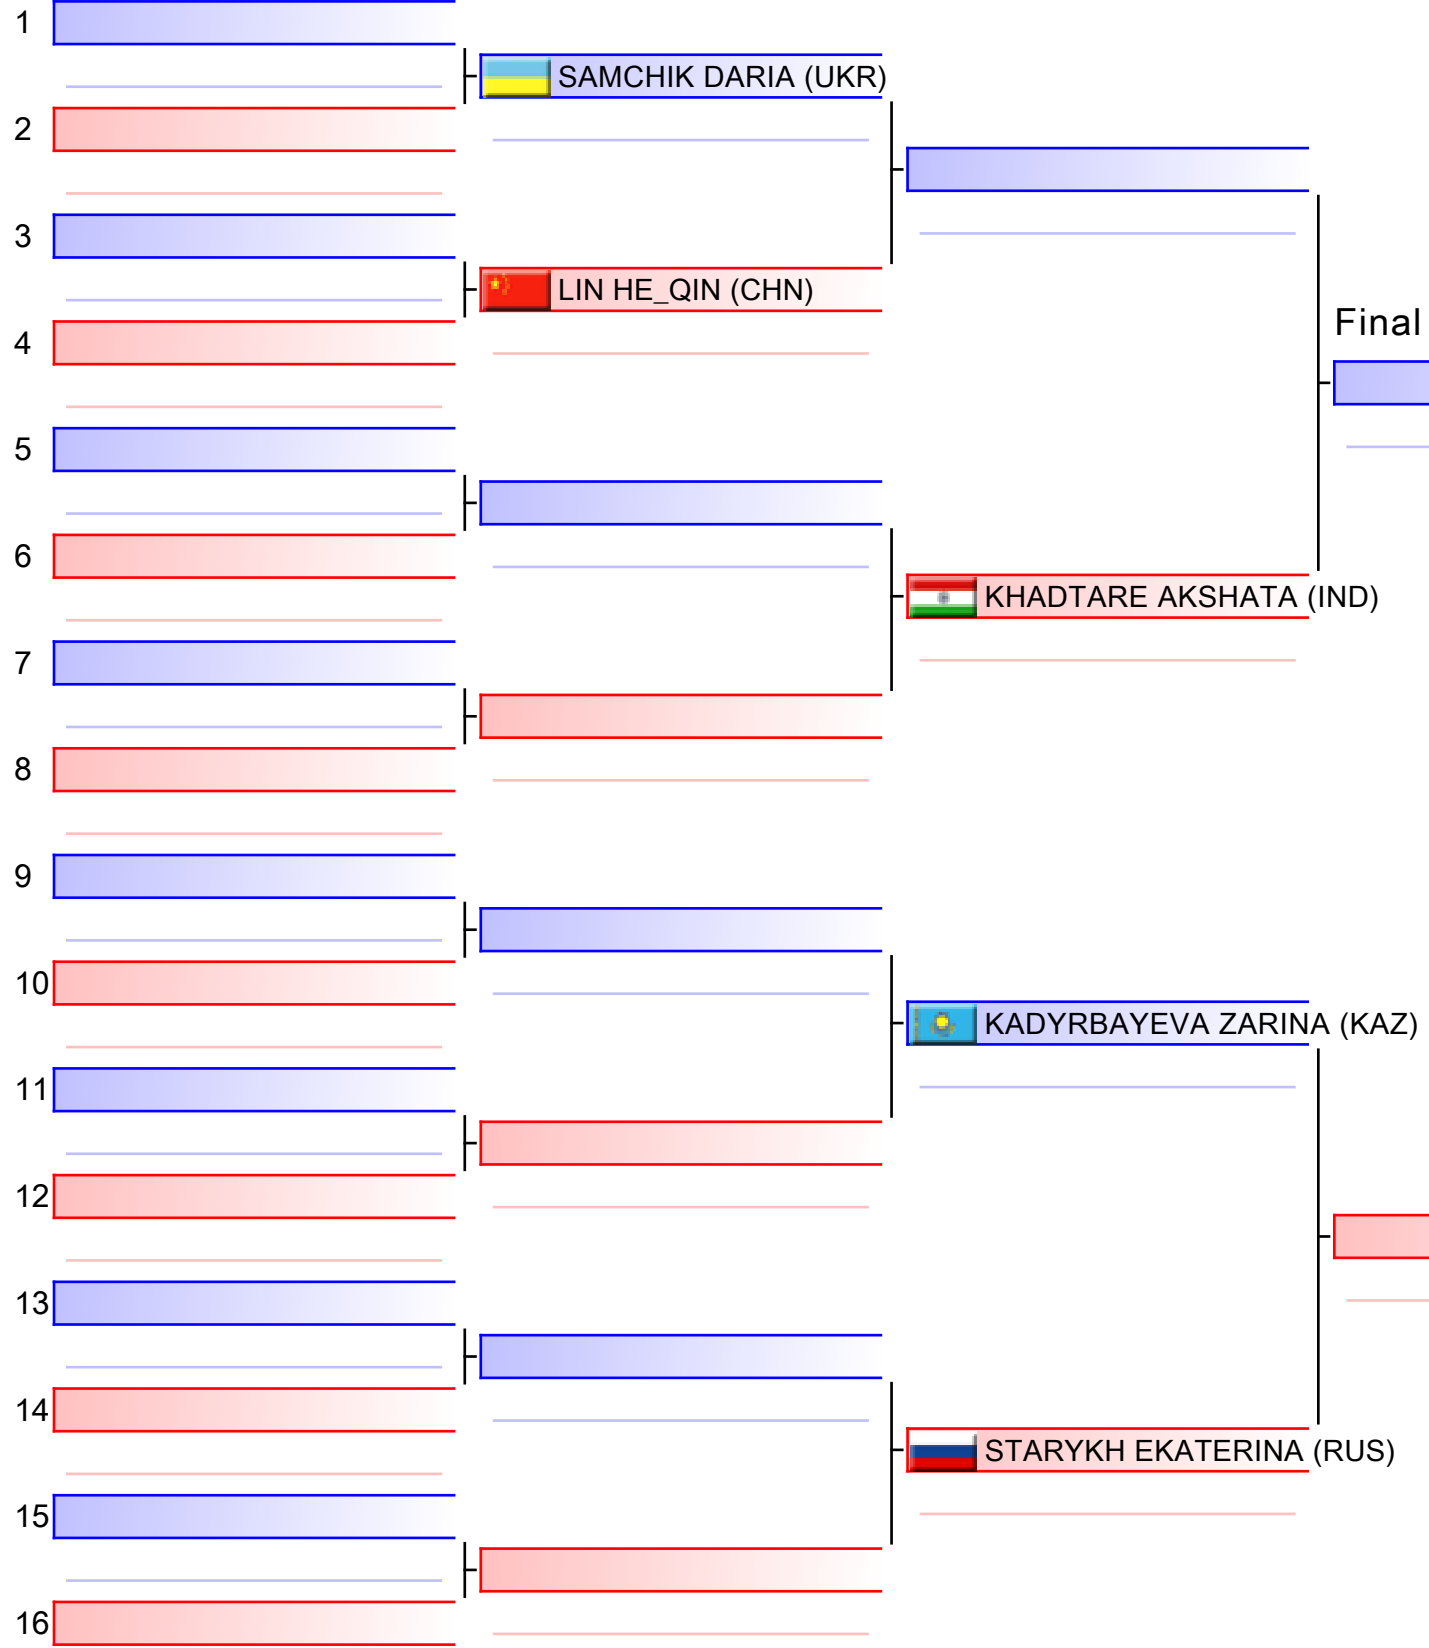 1
SAMCHIK DARIA (UKR)
2
3
LIN HE_QIN (CHN)
Final
4
5
6
KHADTARE AKSHATA (IND)
7
8
9
10
KADYRBAYEVA ZARINA (KAZ)
11
12
13
14
STARYKH EKATERINA (RUS)
15
16